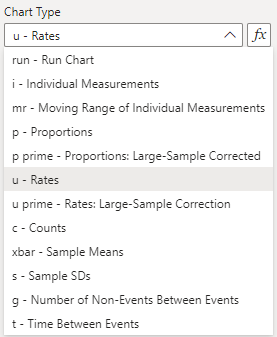 Chart Type
u - Rates
fx
run - Run Chart
i - Individual Measurements
mr - Moving Range of Individual Measurements
p - Proportions
p prime - Proportions: Large-Sample Corrected
u - Rates
u prime - Rates: Large-Sample Correction
c - Counts
xbar - Sample Means
s - Sample SDs
g - Number of Non-Events Between Events
t - Time Between Events